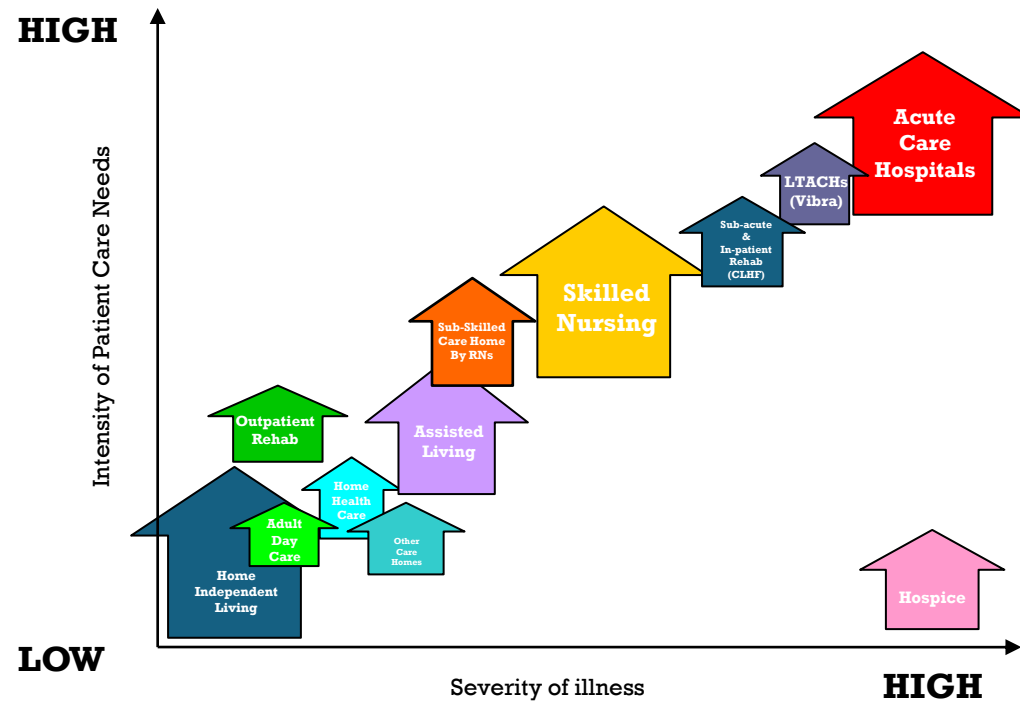 HIGH
Intensity of Patient Care Needs
Acute
Care
Hospitals
LTACHs
(Vibra)
Sub-acute
&
In-patient
Rehab
(CLHF)
Skilled
Nursing
Sub-Skilled
Care Home
By RNs
Outpatient
Rehab
Assisted
Living
Home
Health
Care
Adult
Day
Care
Other
Care
Homes
Home
Independent
Living
Hospice
LOW
Severity of illness
HIGH